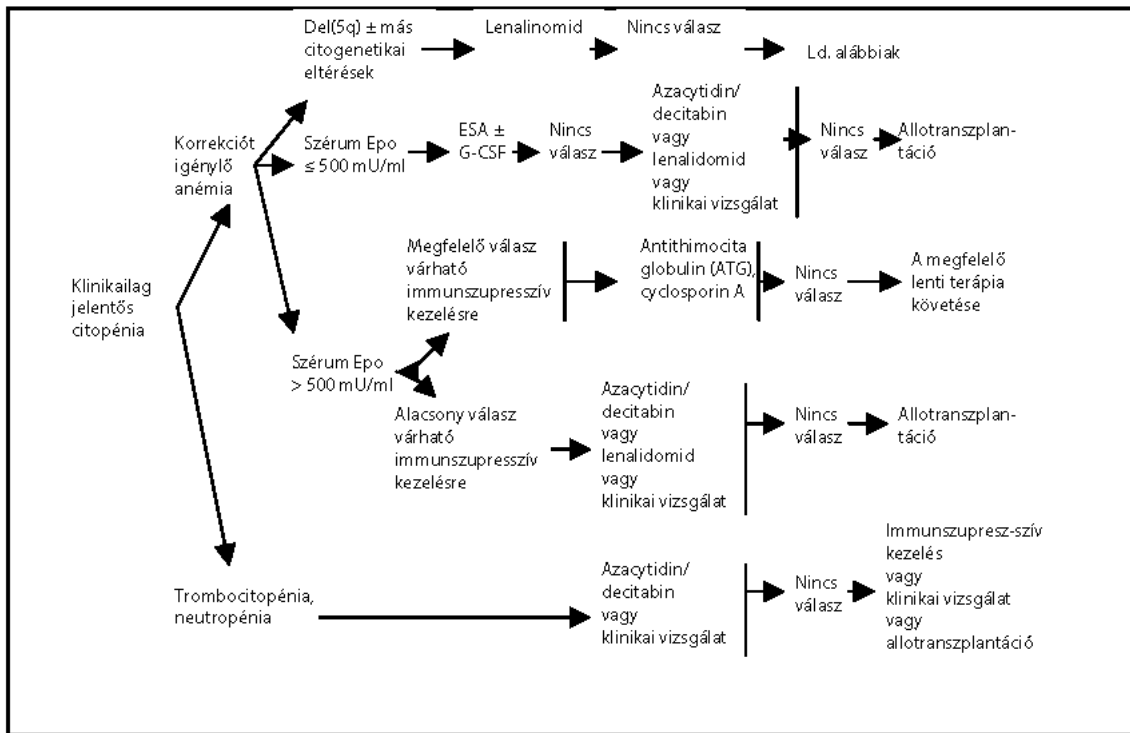 Del(5q) ± más
citogenetikai
eltérések
Lenalinomid
Nincs válasz
Ld. alábbiak
Korrekciót
igénylő
anémia
Szérum Epo
≤ 500 mU/ml
ESA ±
G-CSF
Nincs
válasz
Azacytidin/
decitabin
vagy
lenalidomid
vagy
klinikai vizsgálat
Nincs
válasz
Allotranszplan-
táció
Klinikailag
jelentős
citopénia
Szérum Epo
> 500 mU/ml
Megfelelő válasz
várható
immunszupresszív
kezelésre
Antithimocita
globulin (ATG),
cyclosporin A
Nincs
válasz
A megfelelő
lenti terápia
követése
Alacsony válasz
várható
immunszupresszív
kezelésre
Azacytidin/
decitabin
vagy
lenalidomid
vagy
klinikai vizsgálat
Nincs
válasz
Allotranszplan-
táció
Trombocitopénia,
neutropénia
Azacytidin/
decitabin
vagy
klinikai vizsgálat
Nincs
válasz
Immunszupresz-szív
kezelés
vagy
klinikai vizsgálat
vagy
allotranszplantáció